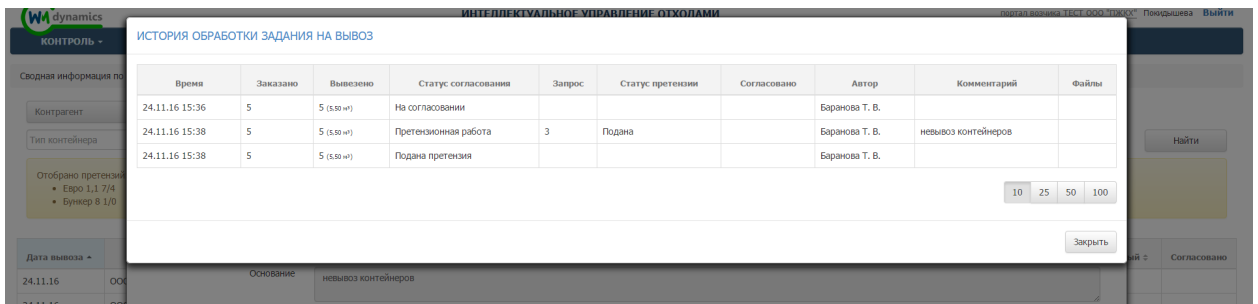 WM dynamics
ИНТЕЛЛЕКТУАЛЬНОЕ УПРАВЛЕНИЕ ОТХОДАМИ
портал возчика ТЕСТ ООО "ПЖКХ" Покидышева Выйти
КОНТРОЛЬ
ИСТОРИЯ ОБРАБОТКИ ЗАДАНИЯ НА ВЫВОЗ
Сводная информация по
Время Заказано Вывезено Статус согласования Запрос Статус претензии Согласовано Автор Комментарий Файлы
24.11.16 15:36 5 5 (5.50 м³) На согласовании Баранова Т. В.
24.11.16 15:38 5 5 (5.50 м³) Претензионная работа 3 Подана Баранова Т. В. невывоз контейнеров
24.11.16 15:38 5 5 (5.50 м³) Подана претензия Баранова Т. В.
Контрагент
Тип контейнера
Найти
Отобрано претензий
• Евро 1,1 7/4
• Бункер 8 1/0
10 25 50 100
Закрыть
Дата вывоза
ый Согласовано
24.11.16 ООО
Основание невывоз контейнеров